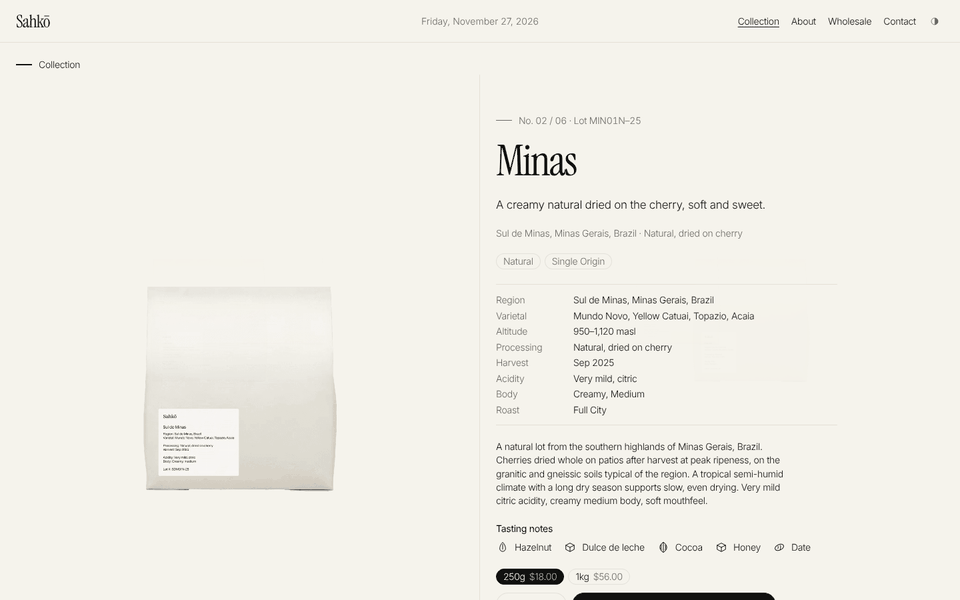 Sahkō
Friday, November 27, 2026
Collection About Wholesale Contact
Collection
No. 02 / 06 · Lot MIN01N–25
Minas
A creamy natural dried on the cherry, soft and sweet.
Sul de Minas, Minas Gerais, Brazil · Natural, dried on cherry
Natural Single Origin
Region Sul de Minas, Minas Gerais, Brazil
Varietal Mundo Novo, Yellow Catuai, Topazio, Acaia
Altitude 950–1,120 masl
Processing Natural, dried on cherry
Harvest Sep 2025
Acidity Very mild, citric
Body Creamy, Medium
Roast Full City
A natural lot from the southern highlands of Minas Gerais, Brazil.
Cherries dried whole on patios after harvest at peak ripeness, on the
granitic and gneissic soils typical of the region. A tropical semi-humid
climate with a long dry season supports slow, even drying. Very mild
citric acidity, creamy medium body, soft mouthfeel.
Tasting notes
Hazelnut Dulce de leche Cocoa Honey Date
250g $18.00 1kg $56.00
Sahkō
Sul de Minas